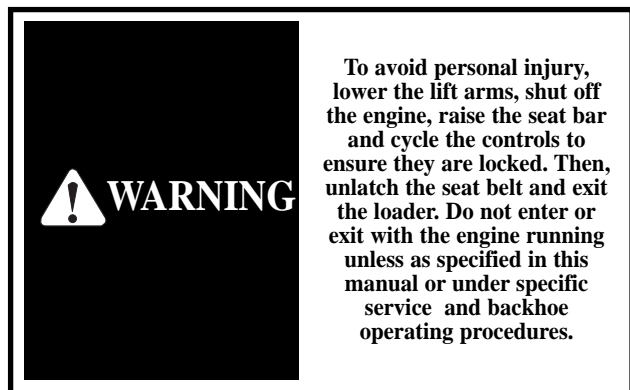 WARNING
To avoid personal injury,
lower the lift arms, shut off
the engine, raise the seat bar
and cycle the controls to
ensure they are locked. Then,
unlatch the seat belt and exit
the loader. Do not enter or
exit with the engine running
unless as specified in this
manual or under specific
service  and backhoe
operating procedures.